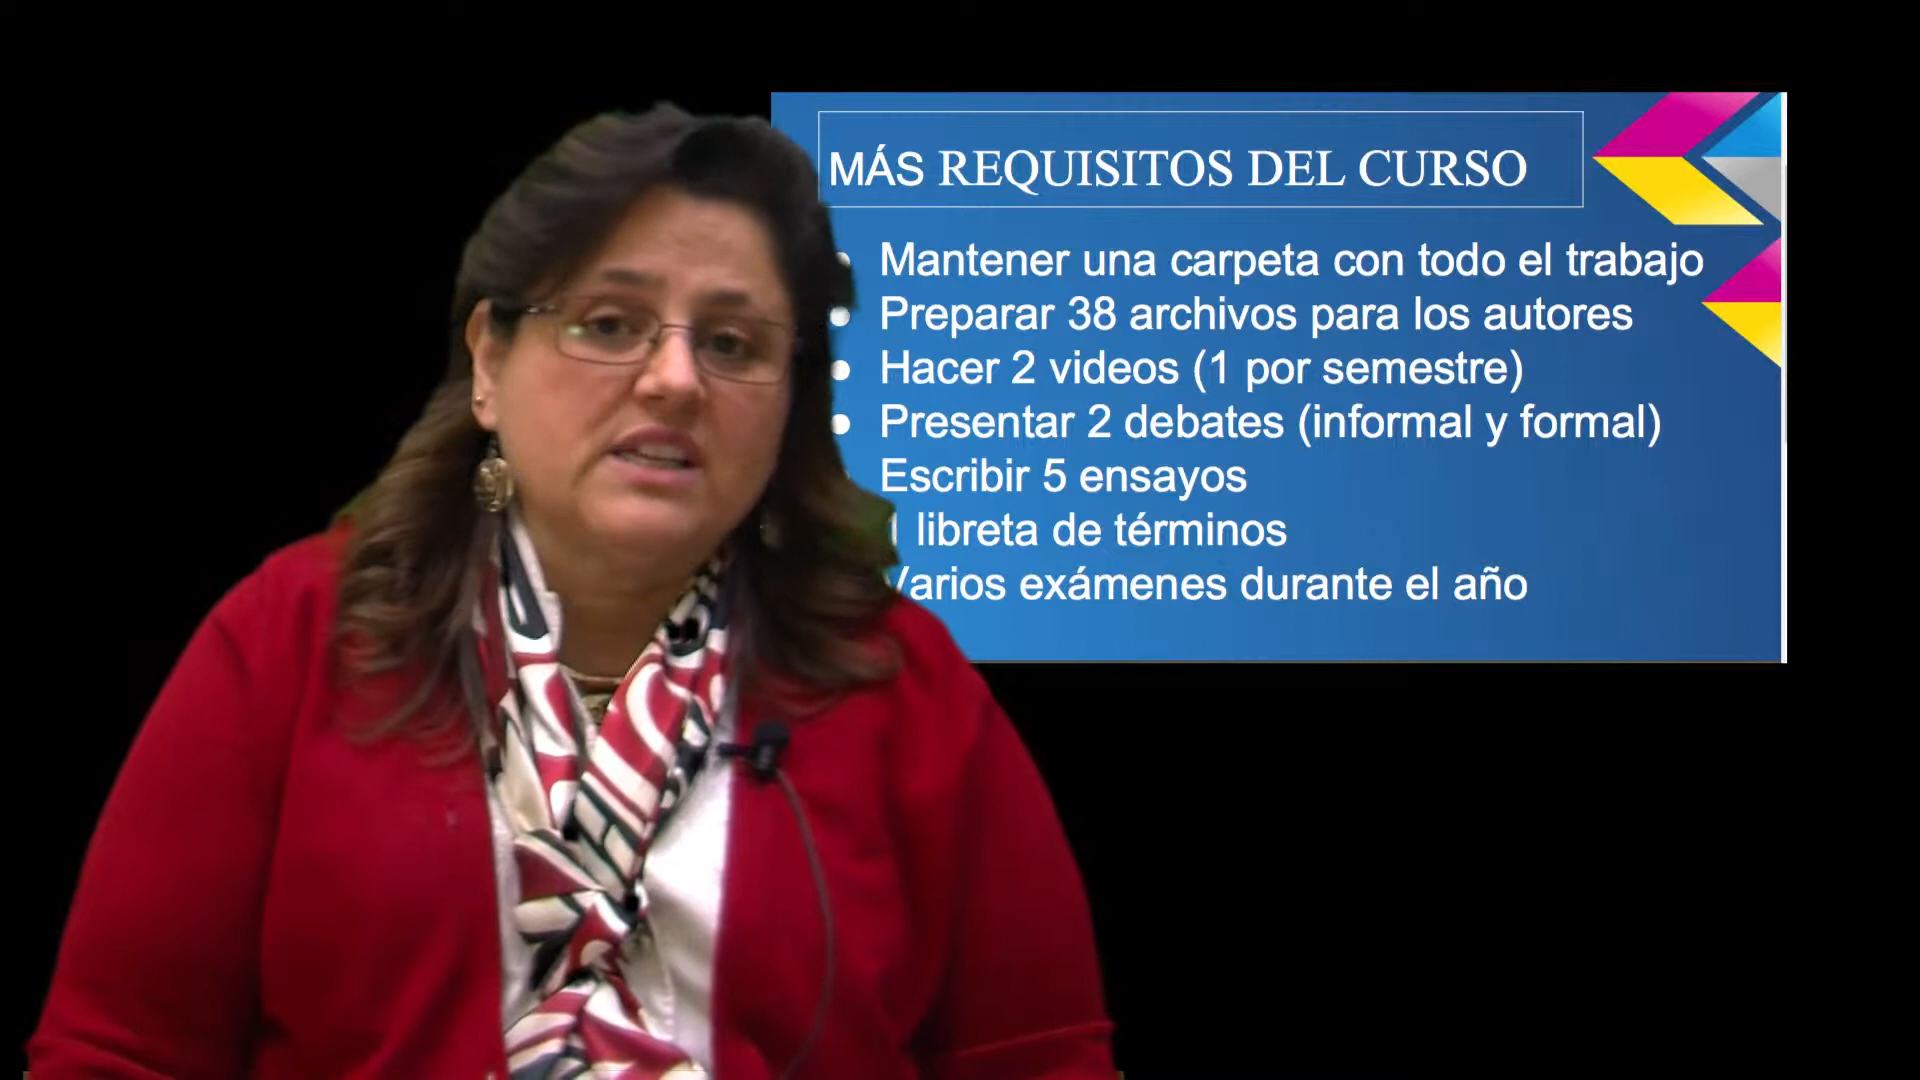 MÁS REQUISITOS DEL CURSO
Mantener una carpeta con todo el trabajo
Preparar 38 archivos para los autores
Hacer 2 videos (1 por semestre)
Presentar 2 debates (informal y formal)
Escribir 5 ensayos
1 libreta de términos
Varios exámenes durante el año